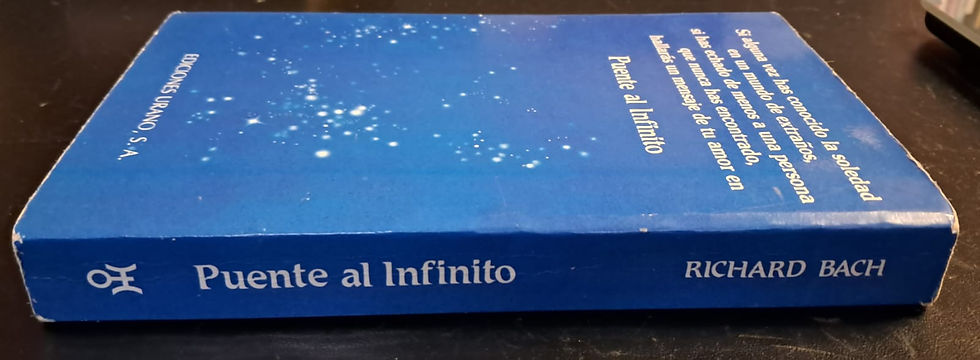 Si alguna vez has conocido la soledad
en un mundo de extraños,
si has echado de menos a una persona
que nunca has encontrado,
hallarás un mensaje de tu amor en
Puente al Infinito
EDICIONES URANO, S. A.
Puente al Infinito
RICHARD BACH